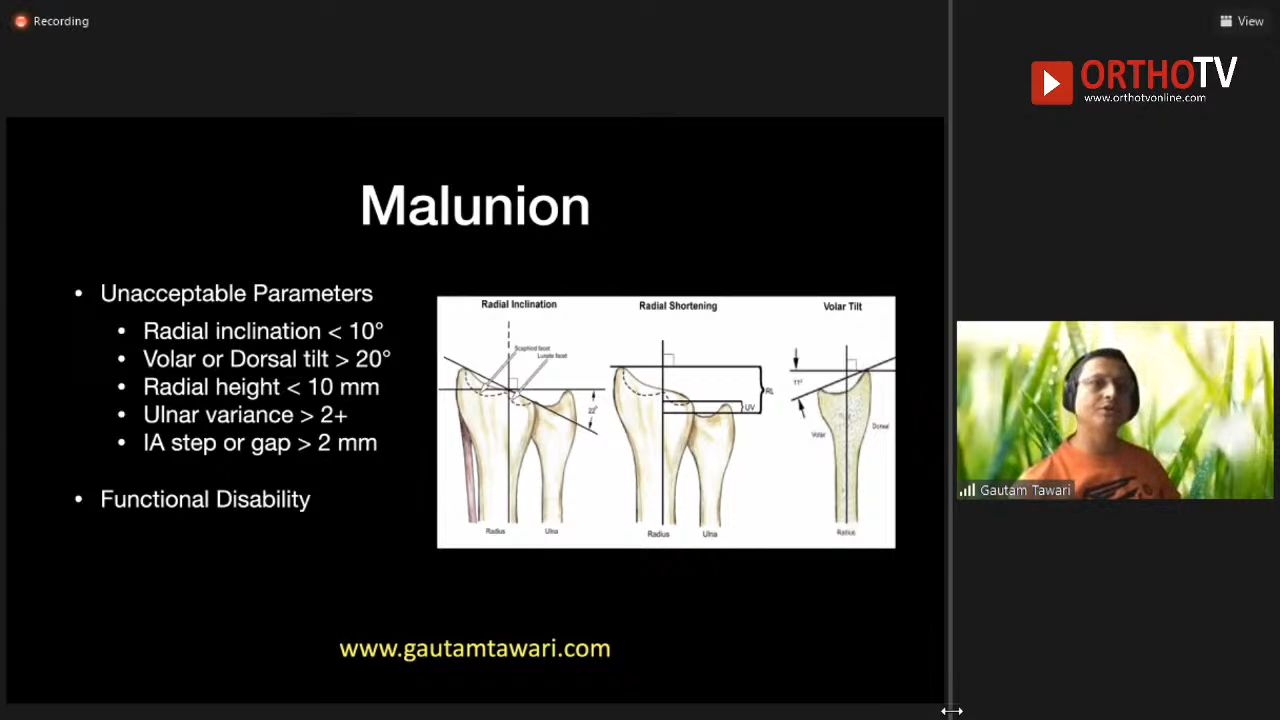 Recording
View
ORTHOTV
www.orthotvonline.com
Malunion
• Unacceptable Parameters
• Radial inclination < 10°
• Volar or Dorsal tilt > 20°
• Radial height < 10 mm
• Ulnar variance > 2+
• IA step or gap > 2 mm
• Functional Disability
Radial Inclination
Scaphoid facet
Lunate facet
22°
Radius
Ulna
Radial Shortening
RL
UV
Radius
Ulna
Volar Tilt
11°
Volar
Dorsal
Radius
Gautam Tawari
www.gautamtawari.com